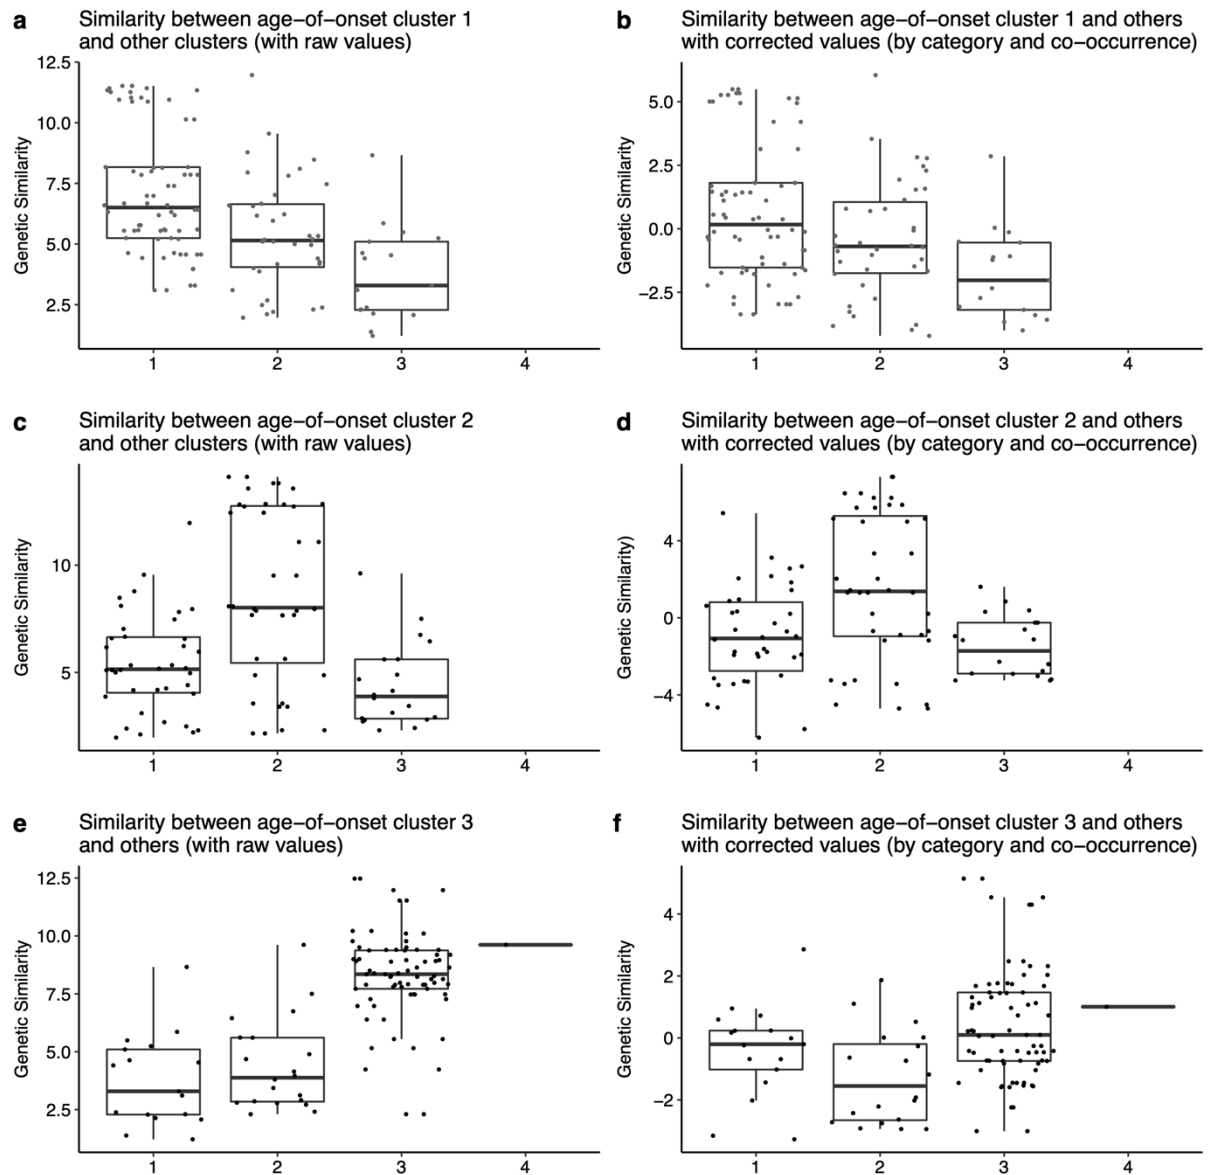 a
Similarity between age−of−onset cluster 1
and other clusters (with raw values)
Genetic Similarity
12.5
10.0
7.5
5.0
2.5
1 2 3 4
b
Similarity between age−of−onset cluster 1 and others
with corrected values (by category and co−occurrence)
Genetic Similarity
5.0
2.5
0.0
−2.5
1 2 3 4
c
Similarity between age−of−onset cluster 2
and other clusters (with raw values)
Genetic Similarity
10
5
1 2 3 4
d
Similarity between age−of−onset cluster 2 and others
with corrected values (by category and co−occurrence)
Genetic Similarity)
4
0
−4
1 2 3 4
e
Similarity between age−of−onset cluster 3
and others (with raw values)
Genetic Similarity
12.5
10.0
7.5
5.0
2.5
1 2 3 4
f
Similarity between age−of−onset cluster 3 and others
with corrected values (by category and co−occurrence)
Genetic Similarity
4
2
0
−2
1 2 3 4